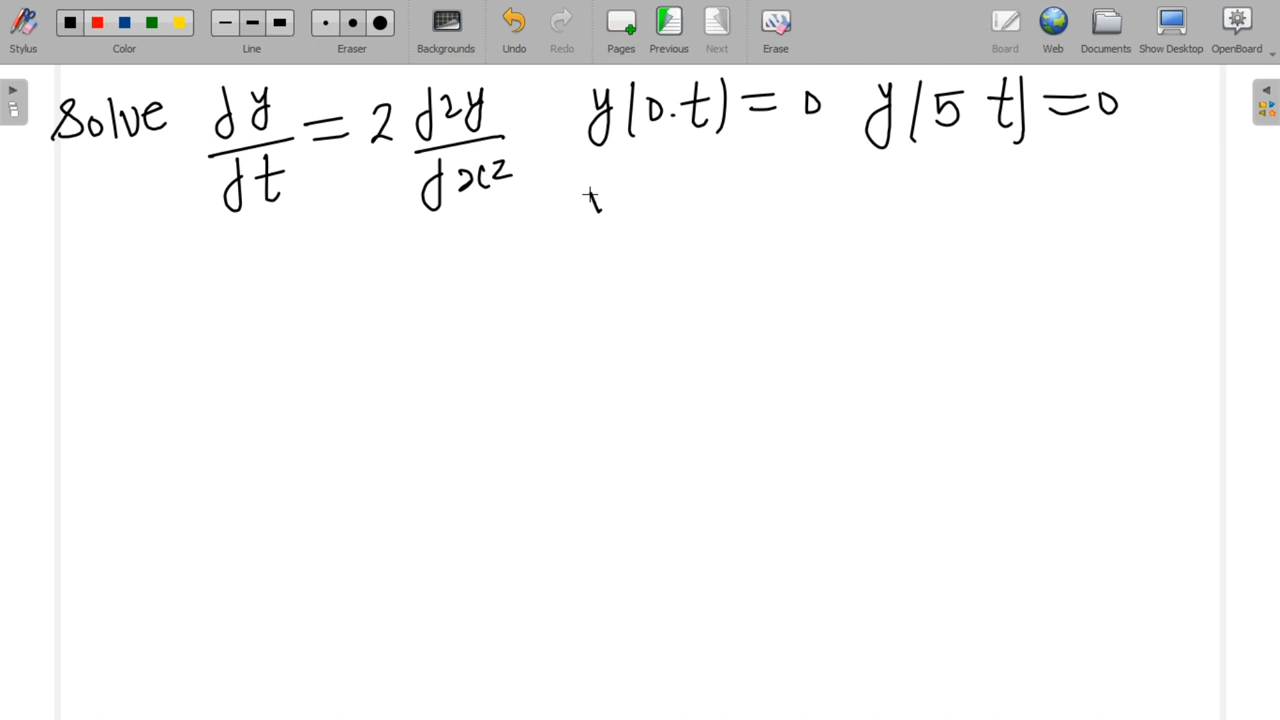 Stylus Color Line Eraser Backgrounds Undo Redo Pages Previous Next Erase Board Web Documents Show Desktop OpenBoard
Solve dy/dt = 2 d2y/dx² y(0.t) = 0 y(5 t) = 0